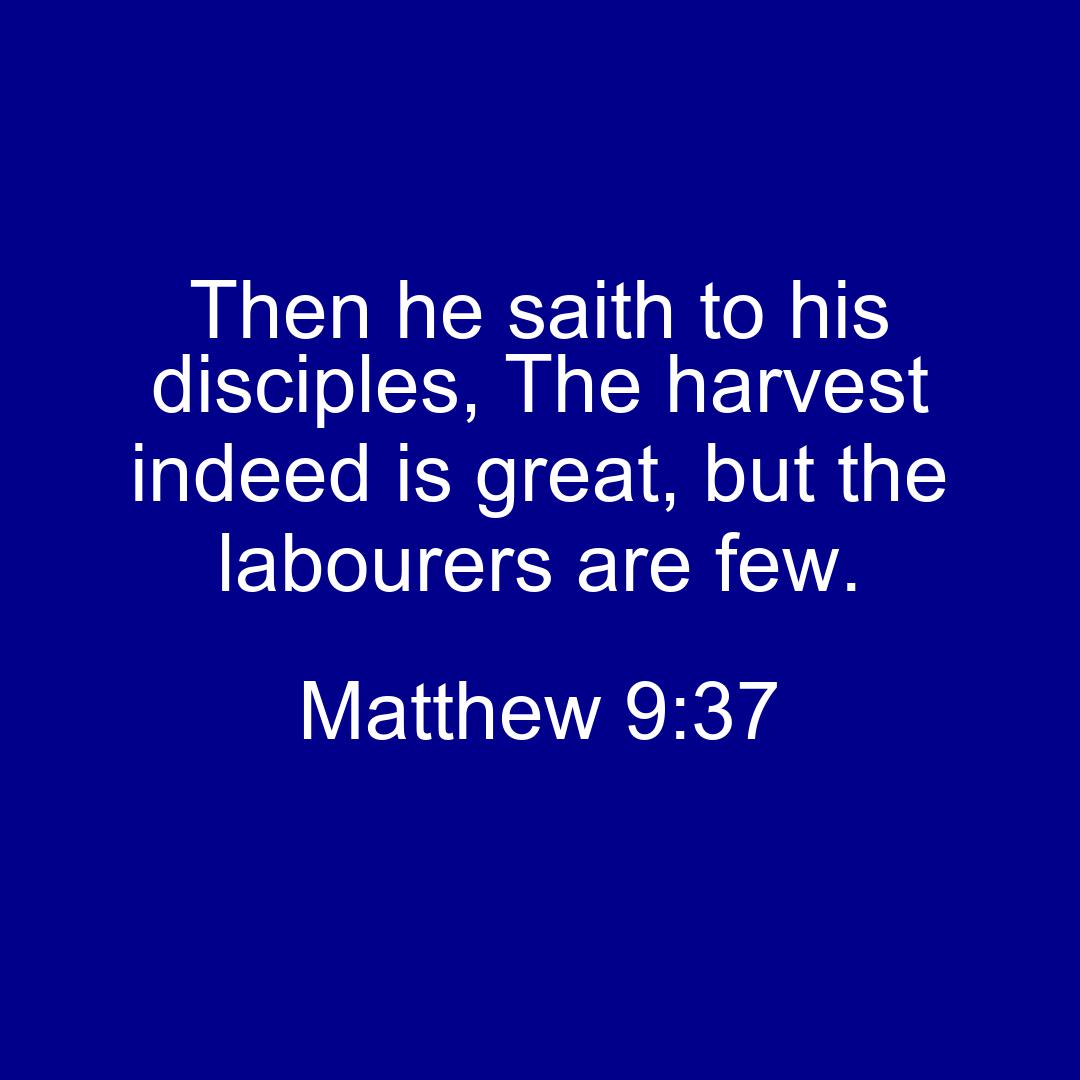 Then he saith to his
disciples, The harvest
indeed is great, but the
labourers are few.
Matthew 9:37